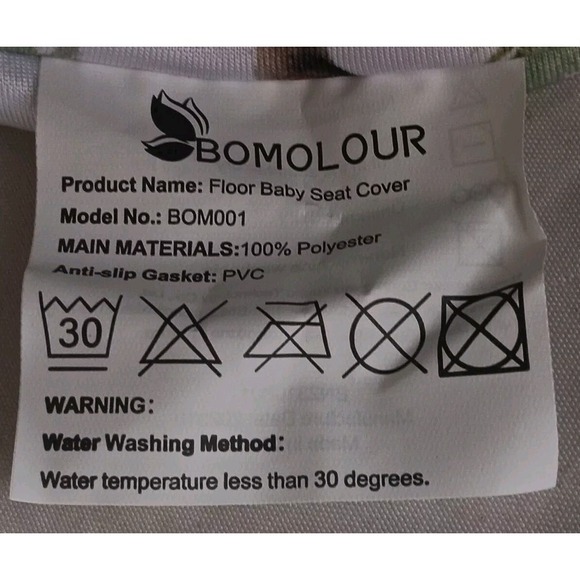 BOMOLOUR
Product Name: Floor Baby Seat Cover
Model No.: BOM001
MAIN MATERIALS:100% Polyester
Anti-slip Gasket: PVC
30
WARNING:
Water Washing Method:
Water temperature less than 30 degrees.